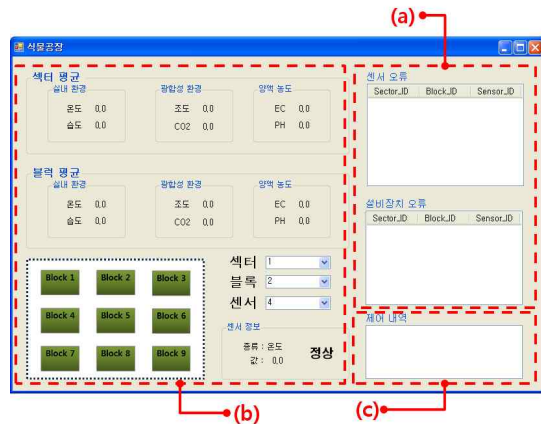 (a)
식물공장
섹터 평균
실내 환경 광합성 환경 양액 농도
온도 0,0 조도 0,0 EC 0,0
습도 0,0 CO2 0,0 PH 0,0
블럭 평균
실내 환경 광합성 환경 양액 농도
온도 0,0 조도 0,0 EC 0,0
습도 0,0 CO2 0,0 PH 0,0
Block 1 Block 2 Block 3
Block 4 Block 5 Block 6
Block 7 Block 8 Block 9
섹터 1
블록 2
센서 4
센서 정보
종류 : 온도
값 : 0,0
정상
센서 오류
Sector_ID Block_ID Sensor_ID
설비장치 오류
Sector_ID Block_ID Sensor_ID
제어 내역
(b)
(c)